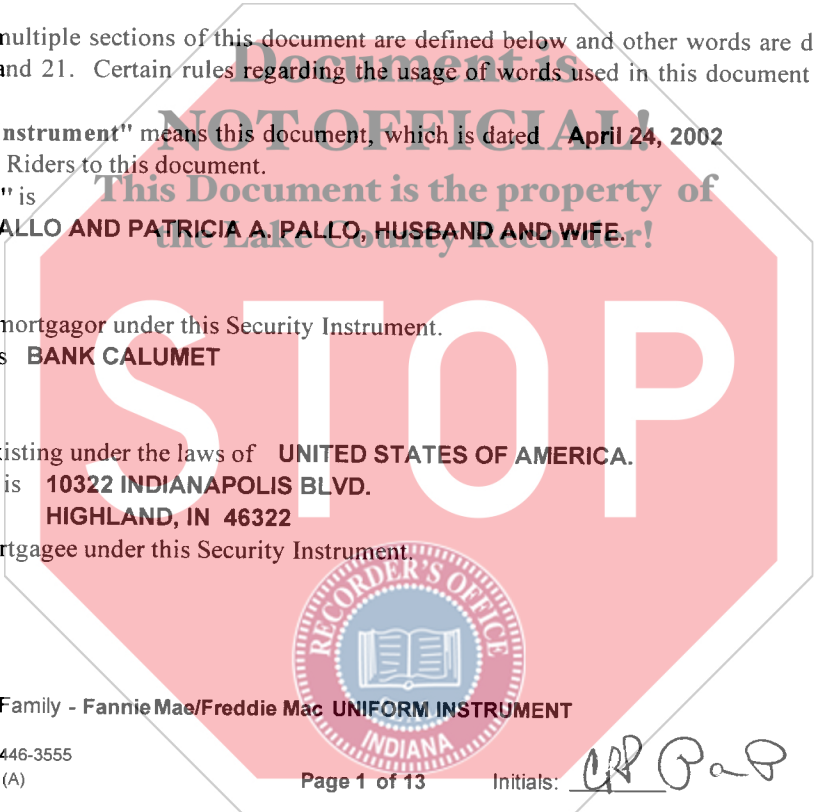 multiple sections of this document are defined below and other words are d
and 21. Certain rules regarding the usage of words used in this document
Document is
NOT OFFICIAL!
This Document is the property of
the Lake County Recorder!
nstrument" means this document, which is dated April 24, 2002
Riders to this document.
" is
ALLO AND PATRICIA A. PALLO, HUSBAND AND WIFE.
mortgagor under this Security Instrument.
s BANK CALUMET
STOP
isting under the laws of UNITED STATES OF AMERICA.
is 10322 INDIANAPOLIS BLVD.
HIGHLAND, IN 46322
rtgagee under this Security Instrument.
RECORDER'S OFFICE
INDIANA
Family - Fannie Mae/Freddie Mac UNIFORM INSTRUMENT
446-3555
(A)
Page 1 of 13
Initials: